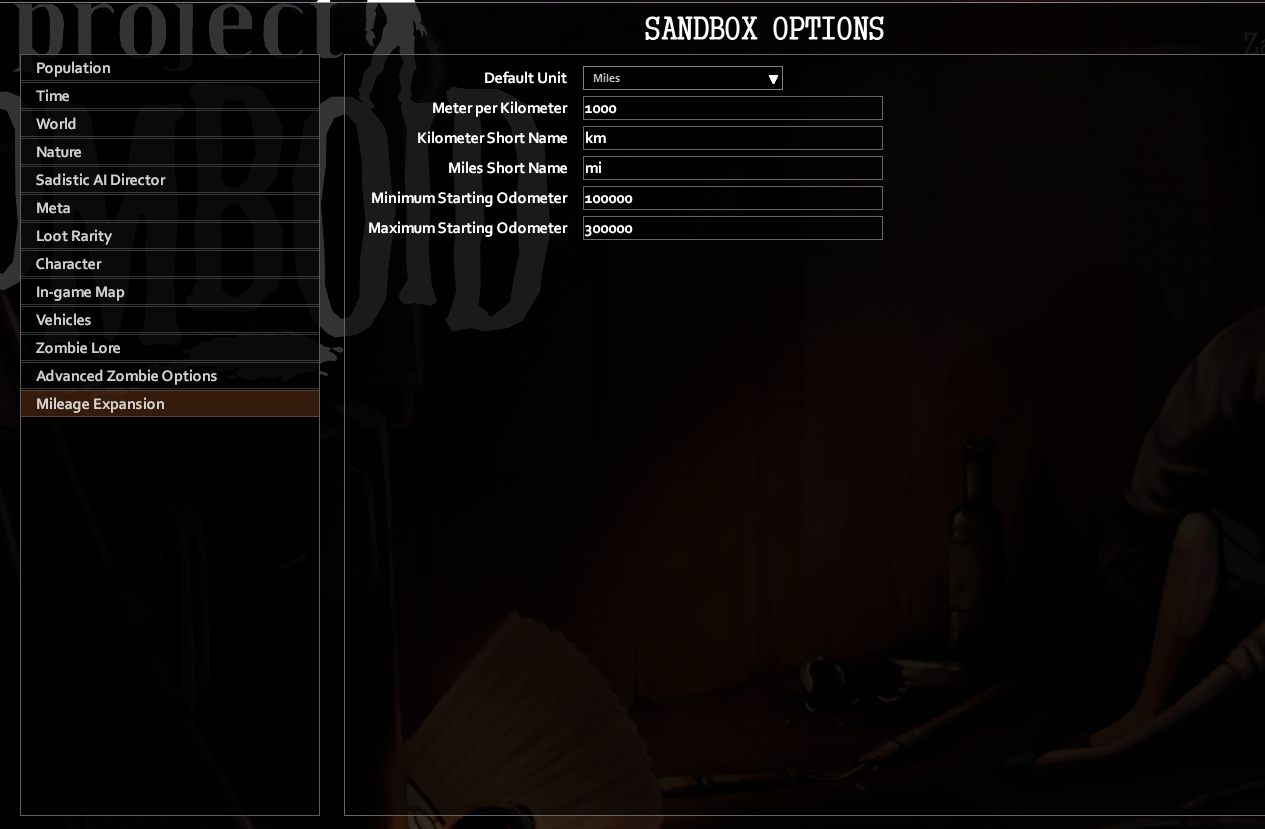 project
ZOMBOID
SANDBOX OPTIONS
Population
Time
World
Nature
Sadistic AI Director
Meta
Loot Rarity
Character
In-game Map
Vehicles
Zombie Lore
Advanced Zombie Options
Mileage Expansion
Default Unit Miles
Meter per Kilometer 1000
Kilometer Short Name km
Miles Short Name mi
Minimum Starting Odometer 100000
Maximum Starting Odometer 300000